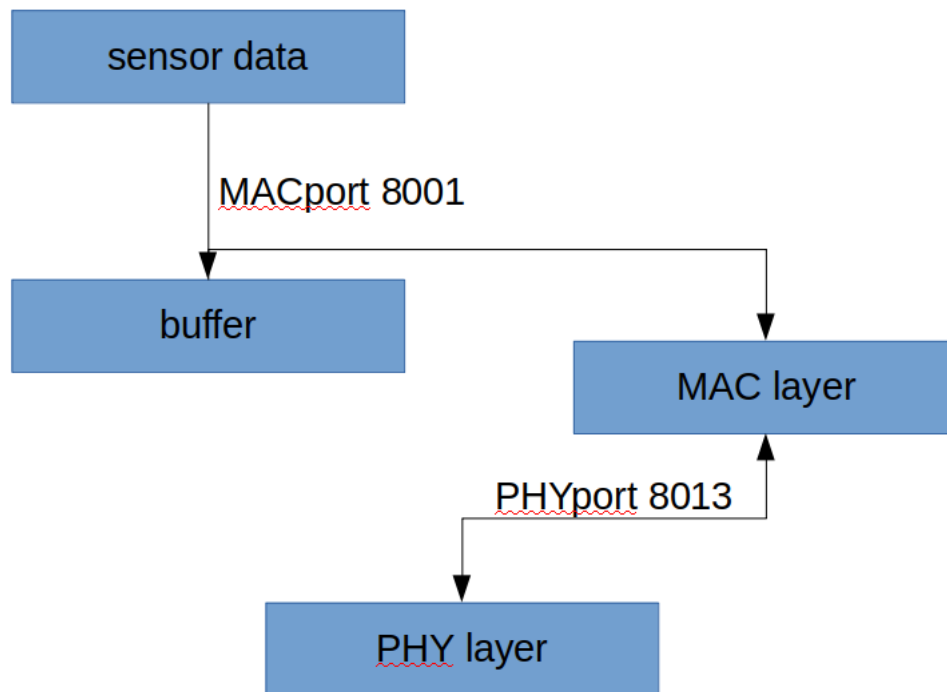 sensor data
MACport 8001
buffer
MAC layer
PHYport 8013
PHY layer